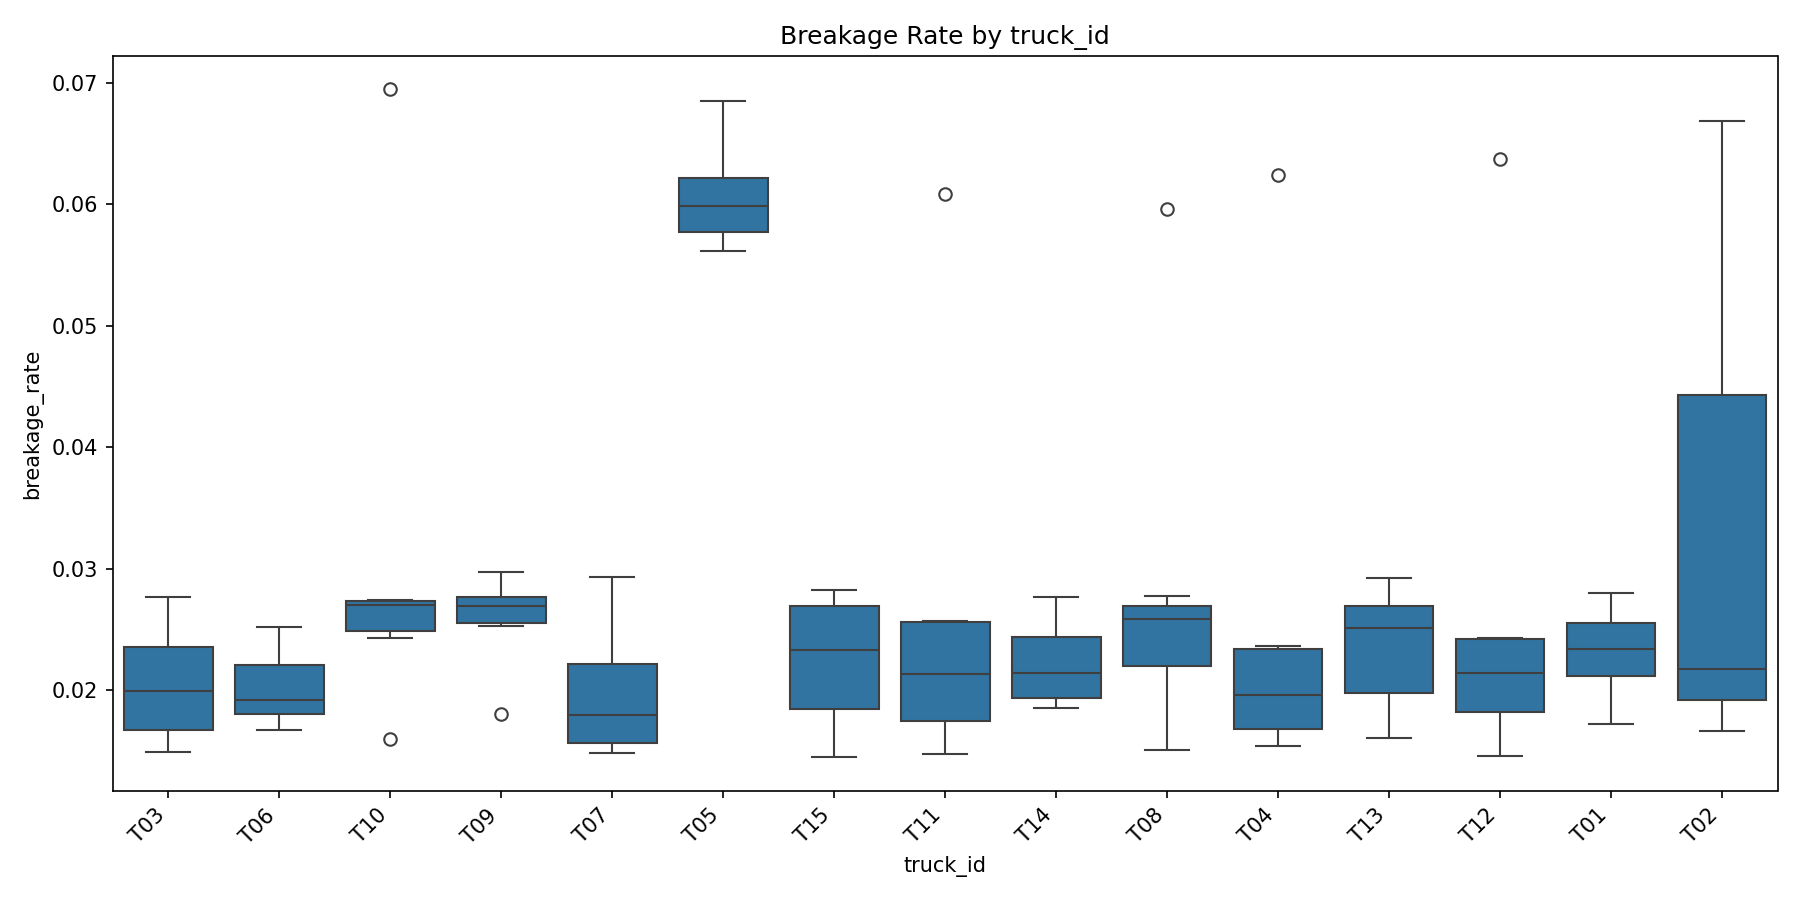 Breakage Rate by truck_id
breakage_rate
0.07
0.06
0.05
0.04
0.03
0.02
T03
T06
T10
T09
T07
T05
T15
T11
T14
T08
T04
T13
T12
T01
T02
truck_id